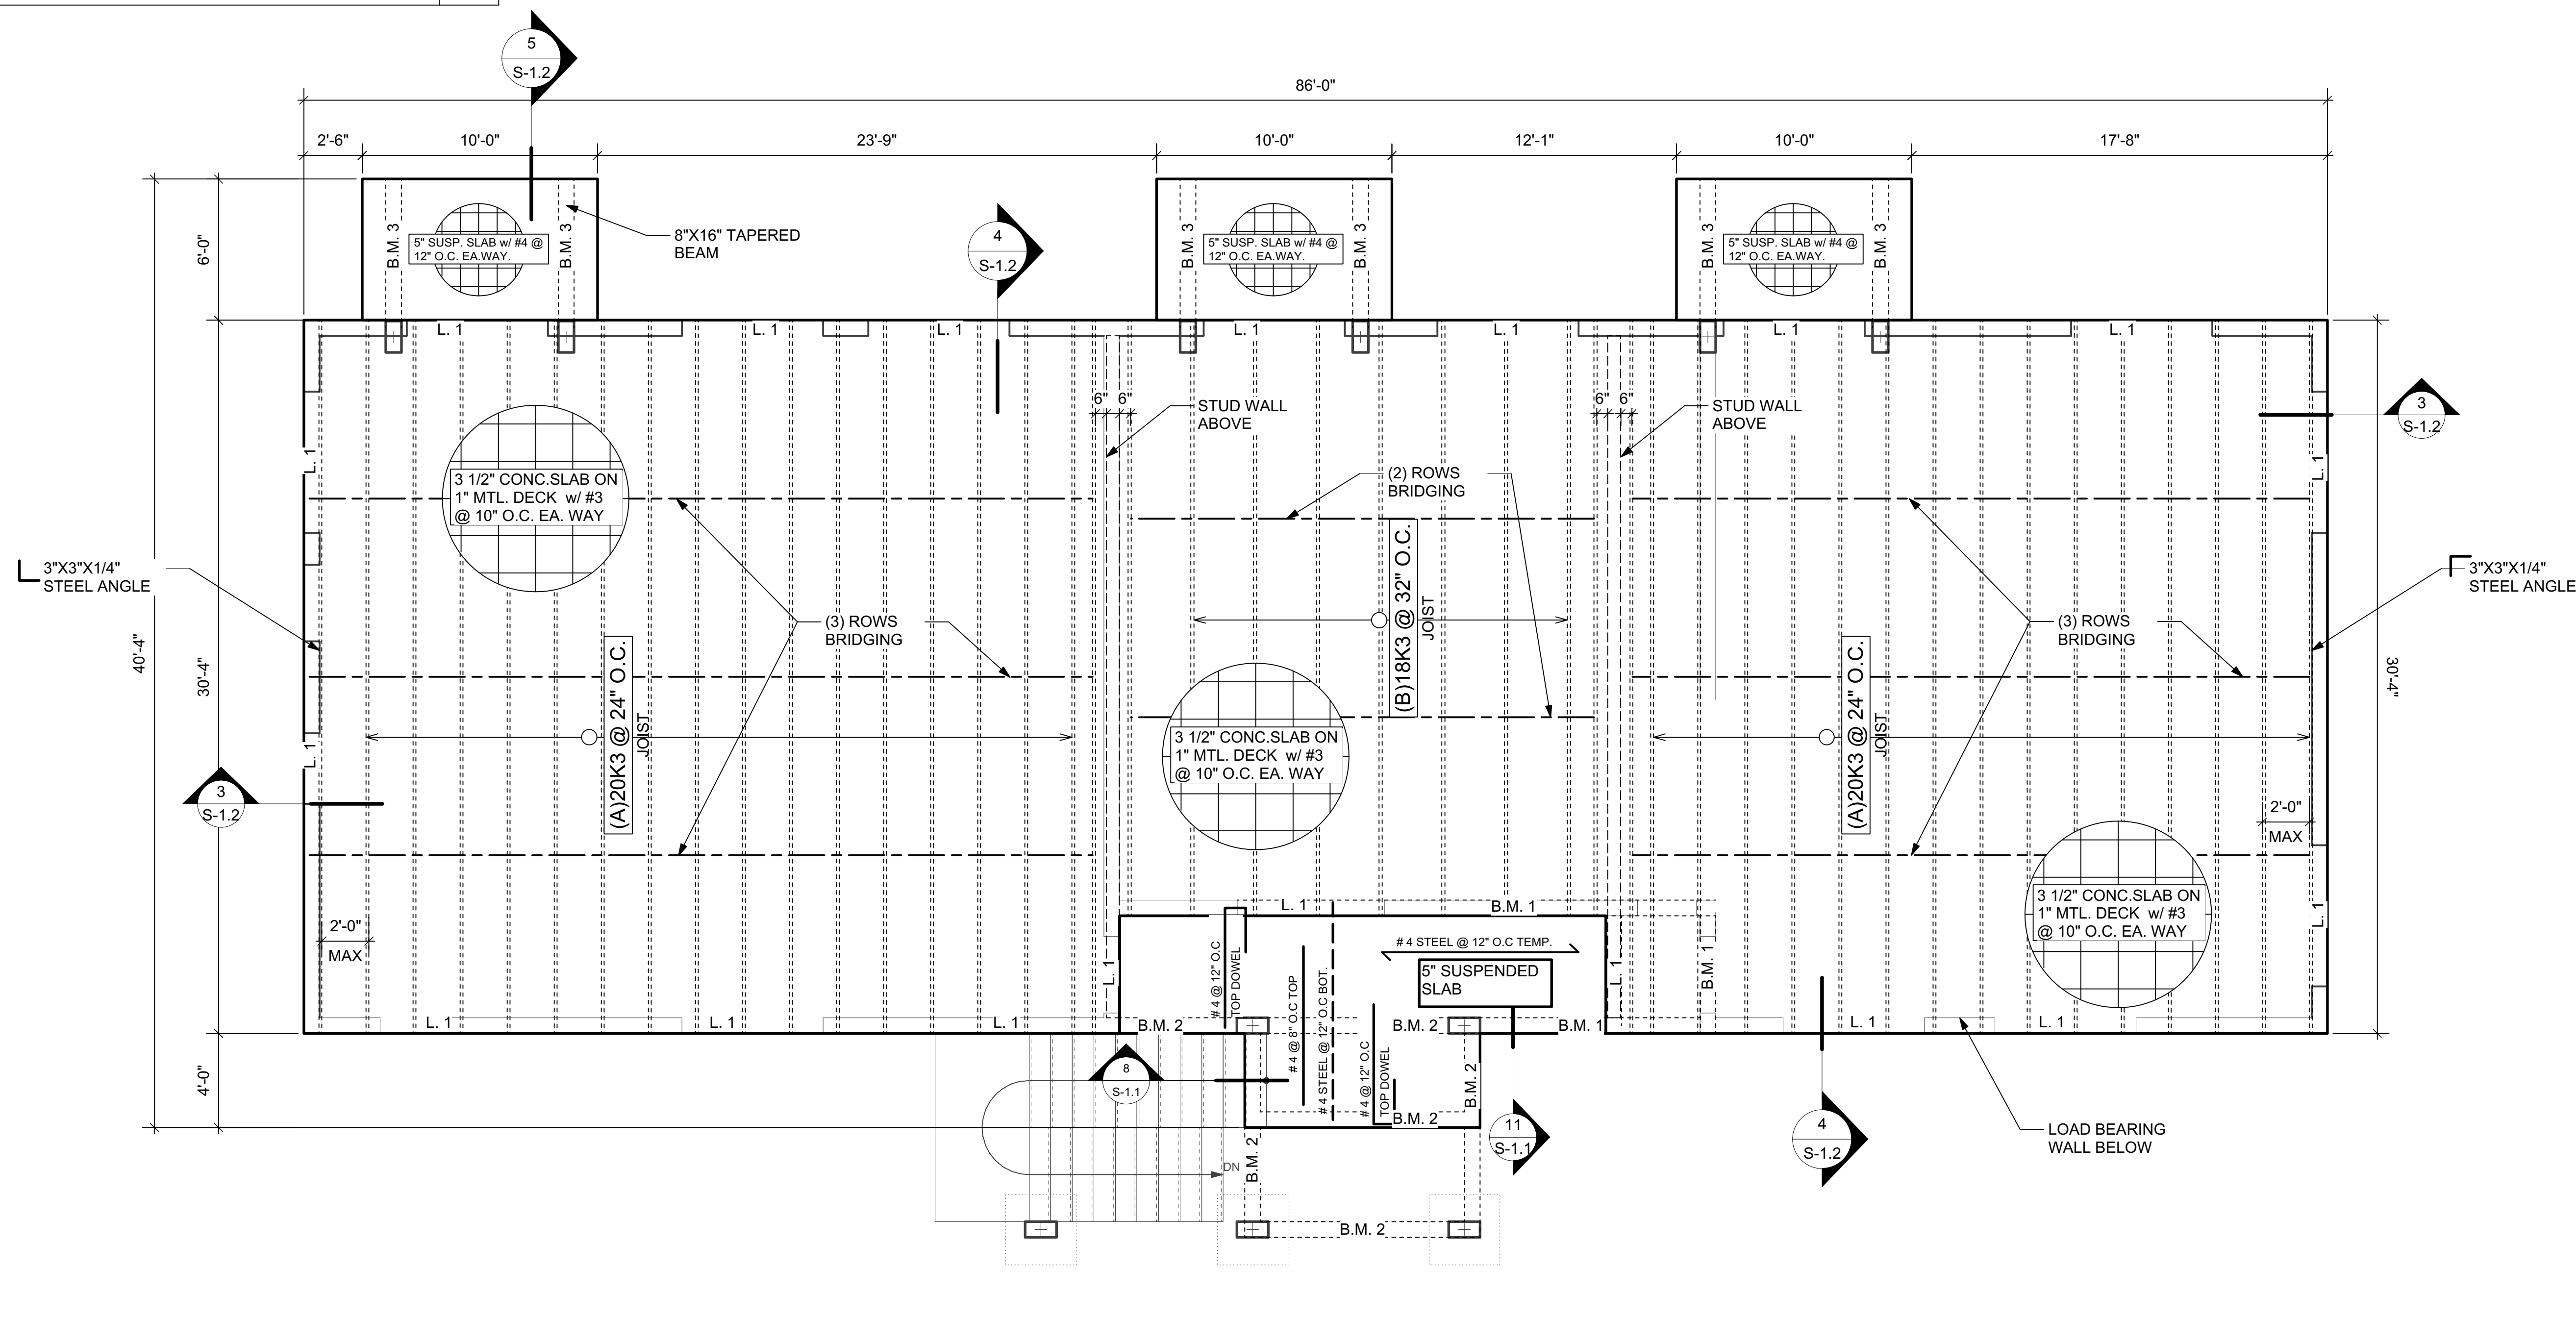 5
S-1.2
86'-0"
2'-6"
10'-0"
23'-9"
10'-0"
12'-1"
10'-0"
17'-8"
6'-0"
B.M. 3
5" SUSP. SLAB w/ #4 @
12" O.C. EA.WAY.
B.M. 3
8"X16" TAPERED
BEAM
4
S-1.2
B.M. 3
5" SUSP. SLAB w/ #4 @
12" O.C. EA.WAY.
B.M. 3
B.M. 3
5" SUSP. SLAB w/ #4 @
12" O.C. EA.WAY.
B.M. 3
L. 1
L. 1
L. 1
L. 1
L. 1
L. 1
L. 1
6"
6"
STUD WALL
ABOVE
6"
6"
STUD WALL
ABOVE
3
S-1.2
L. 1
3 1/2" CONC.SLAB ON
1" MTL. DECK w/ #3
@ 10" O.C. EA. WAY
(2) ROWS
BRIDGING
L. 1
3"X3"X1/4"
STEEL ANGLE
3"X3"X1/4"
STEEL ANGLE
(3) ROWS
BRIDGING
(B)18K3 @ 32" O.C.
JOIST
(3) ROWS
BRIDGING
40'-4"
30'-4"
30'-4"
L. 1
(A)20K3 @ 24" O.C.
JOIST
3 1/2" CONC.SLAB ON
1" MTL. DECK w/ #3
@ 10" O.C. EA. WAY
(A)20K3 @ 24" O.C.
JOIST
3
S-1.2
2'-0"
MAX
2'-0"
MAX
3 1/2" CONC.SLAB ON
1" MTL. DECK w/ #3
@ 10" O.C. EA. WAY
L. 1
L. 1
B.M. 1
L. 1
# 4 @ 12" O.C
TOP DOWEL
# 4 @ 8" O.C TOP
# 4 STEEL @ 12" O.C BOT.
# 4 STEEL @ 12" O.C TEMP.
5" SUSPENDED
SLAB
L. 1
B.M. 1
L. 1
L. 1
L. 1
B.M. 2
B.M. 2
B.M. 1
L. 1
L. 1
4'-0"
8
S-1.1
# 4 @ 12" O.C
TOP DOWEL
B.M. 2
B.M. 2
11
S-1.1
4
S-1.2
LOAD BEARING
WALL BELOW
DN
B.M. 2
B.M. 2